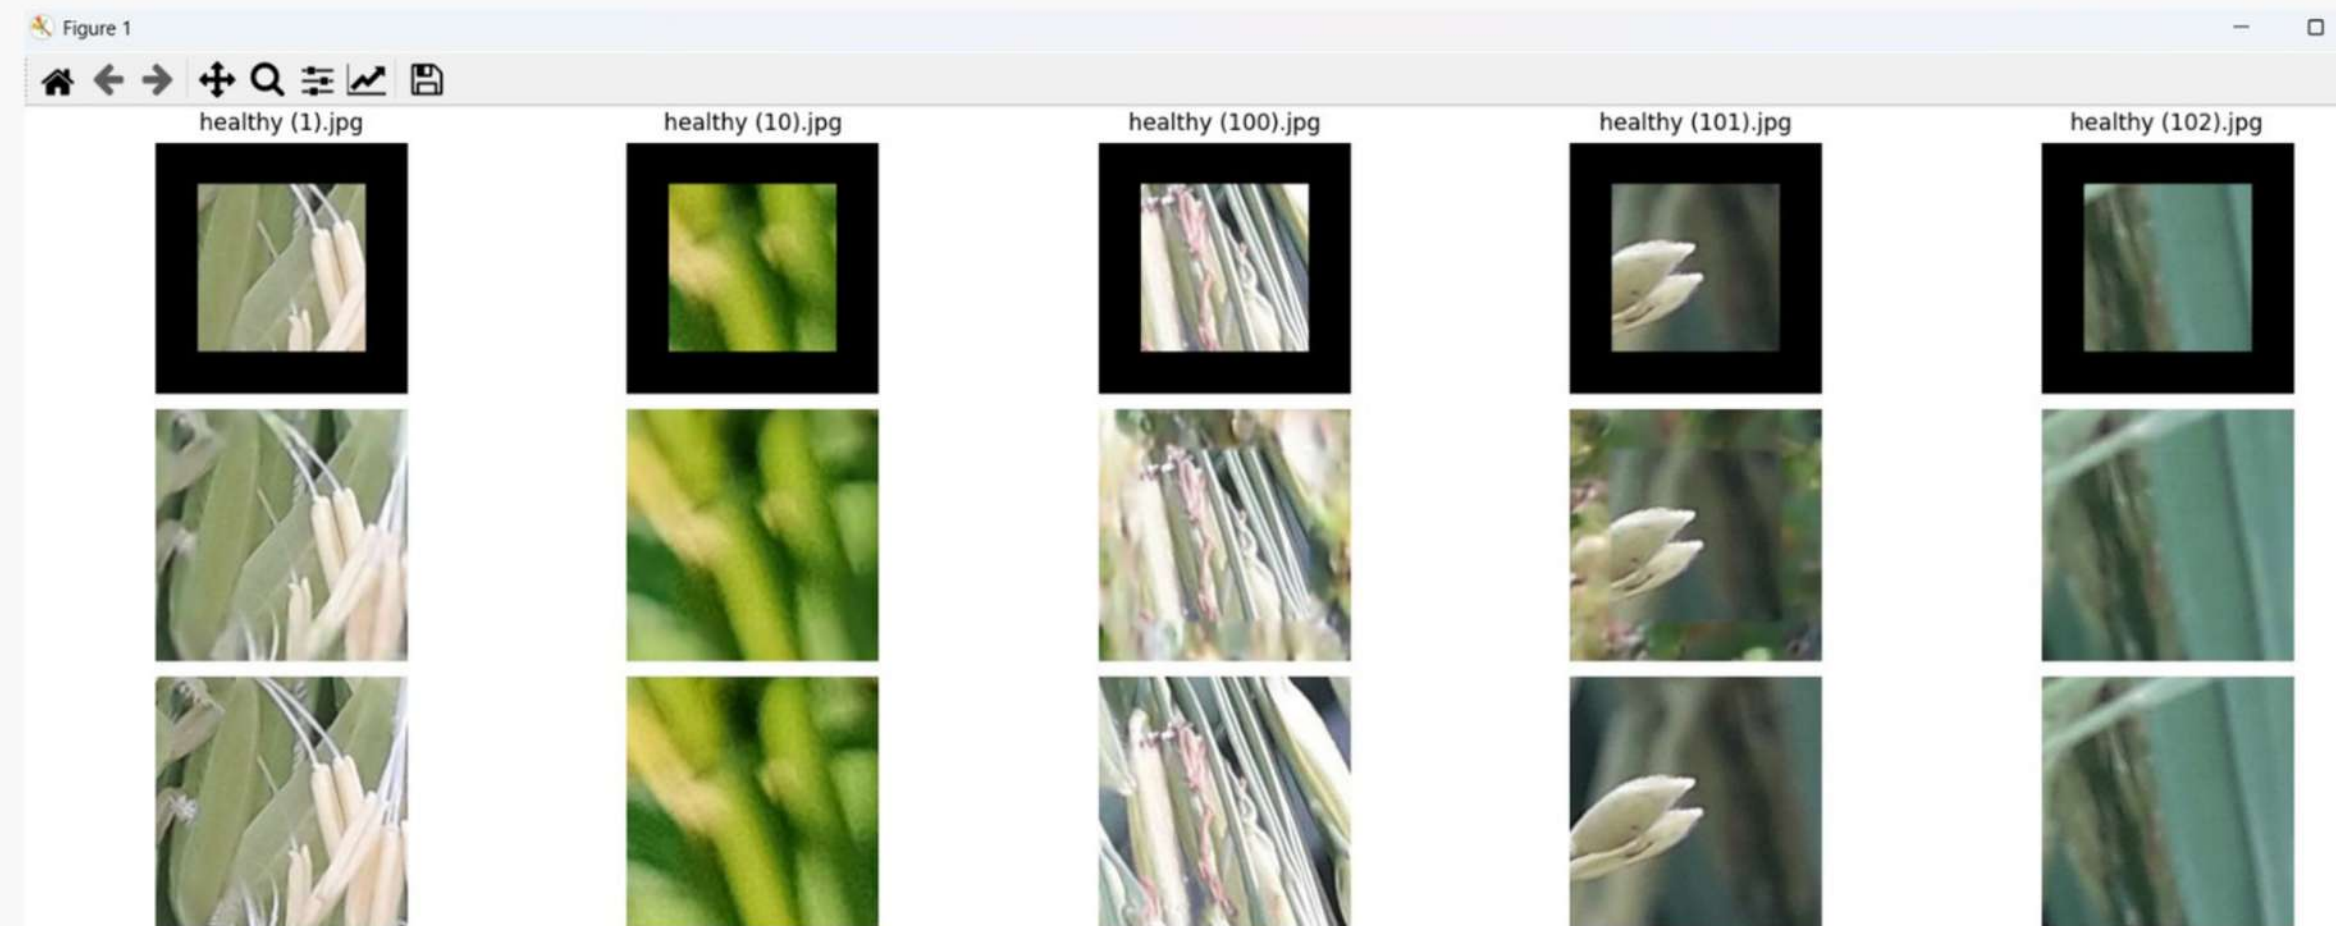 Figure 1
healthy (1).jpg
healthy (10).jpg
healthy (100).jpg
healthy (101).jpg
healthy (102).jpg